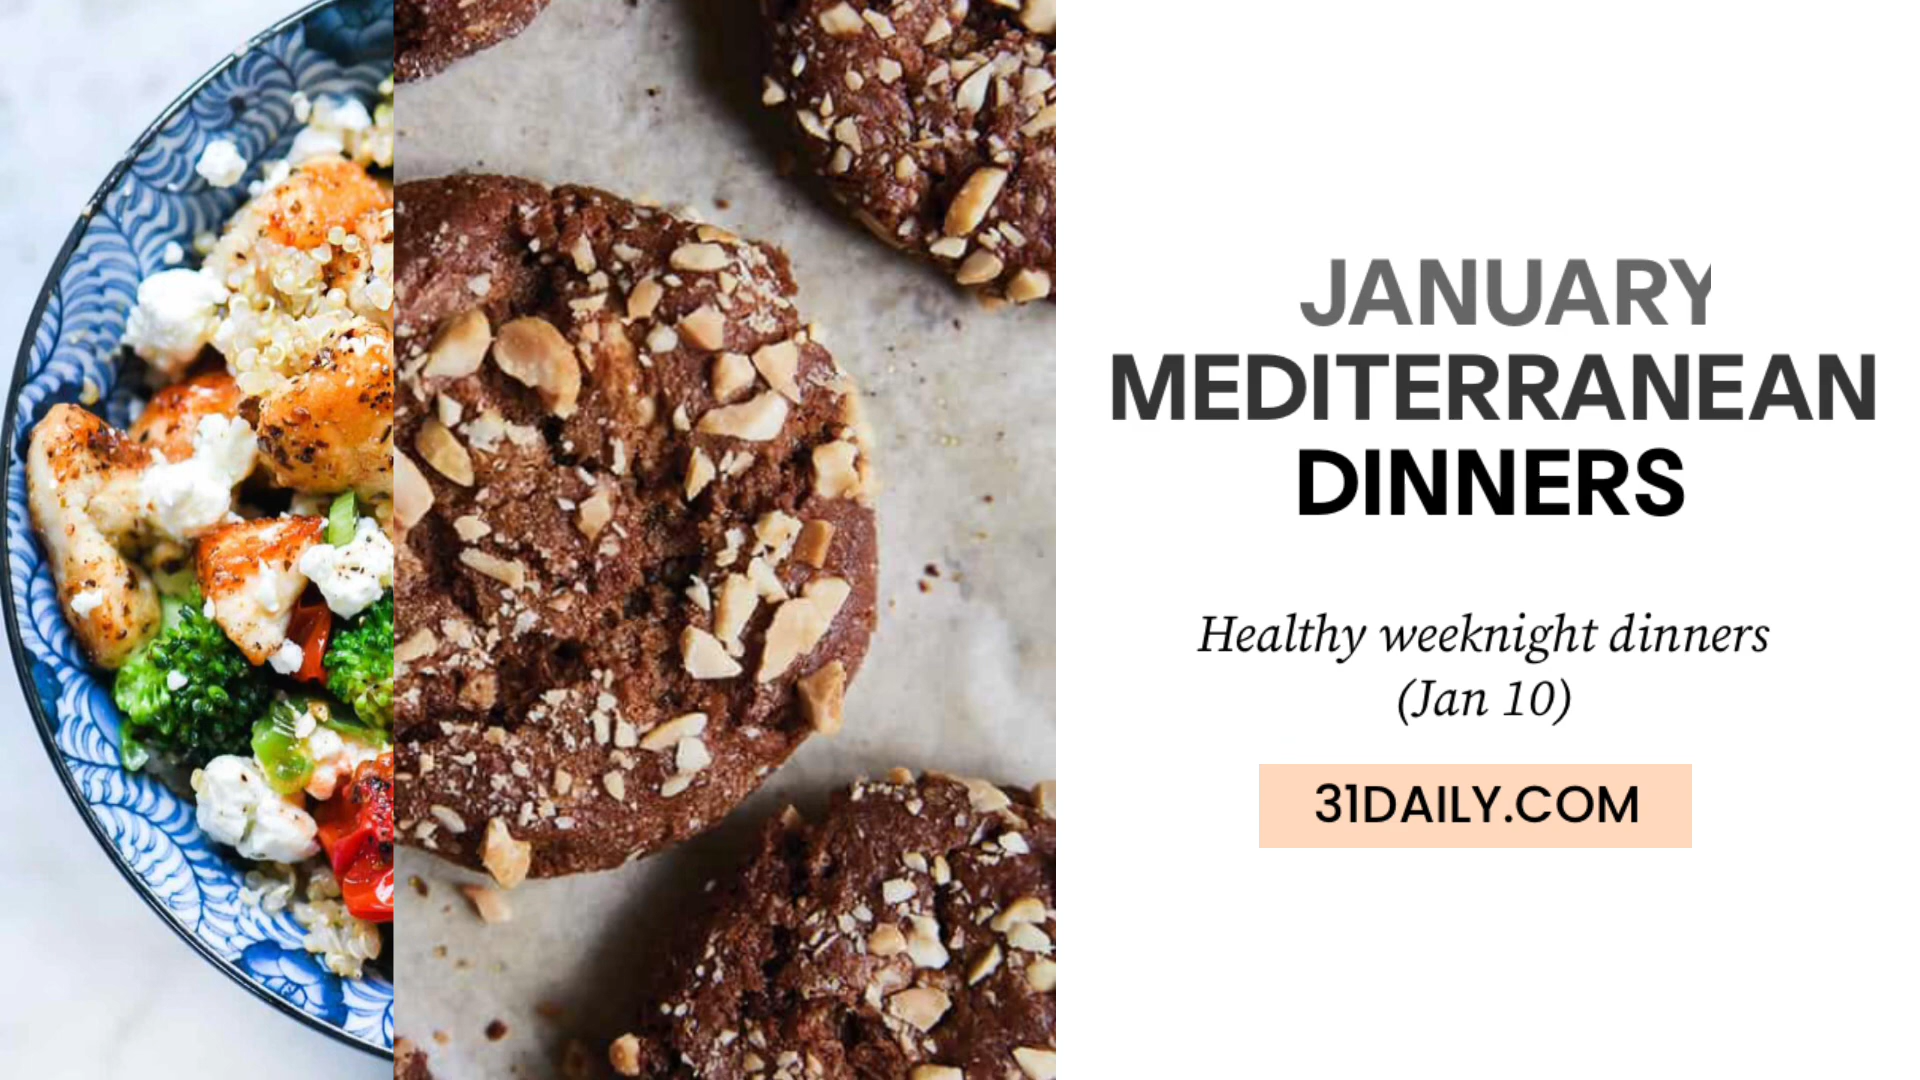 JANUARY
MEDITERRANEAN
DINNERS
Healthy weeknight dinners
(Jan 10)
31DAILY.COM